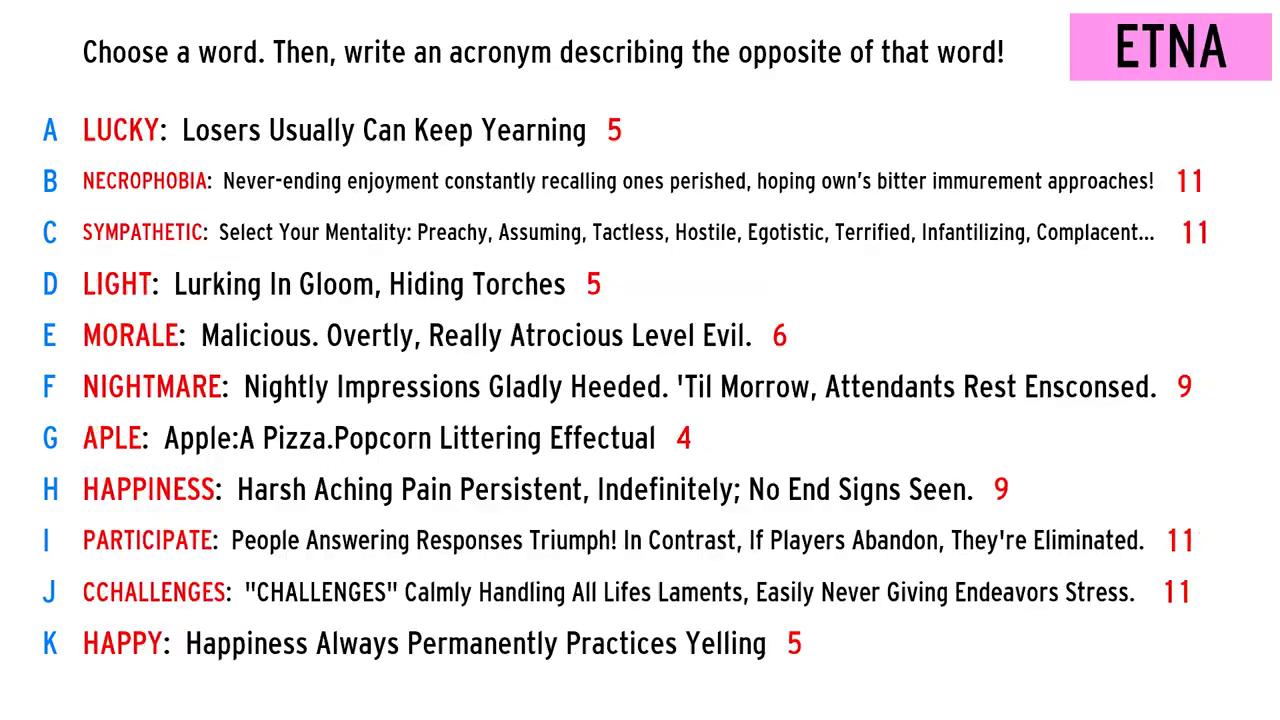 Choose a word. Then, write an acronym describing the opposite of that word!
ETNA
A LUCKY: Losers Usually Can Keep Yearning 5
B NECROPHOBIA: Never-ending enjoyment constantly recalling ones perished, hoping own's bitter immurement approaches! 11
C SYMPATHETIC: Select Your Mentality: Preachy, Assuming, Tactless, Hostile, Egotistic, Terrified, Infantilizing, Complacent... 11
D LIGHT: Lurking In Gloom, Hiding Torches 5
E MORALE: Malicious. Overtly, Really Atrocious Level Evil. 6
F NIGHTMARE: Nightly Impressions Gladly Heeded. 'Til Morrow, Attendants Rest Ensconsed. 9
G APLE: Apple:A Pizza.Popcorn Littering Effectual 4
H HAPPINESS: Harsh Aching Pain Persistent, Indefinitely; No End Signs Seen. 9
I PARTICIPATE: People Answering Responses Triumph! In Contrast, If Players Abandon, They're Eliminated. 11
J CCHALLENGES: "CHALLENGES" Calmly Handling All Lifes Laments, Easily Never Giving Endeavors Stress. 11
K HAPPY: Happiness Always Permanently Practices Yelling 5